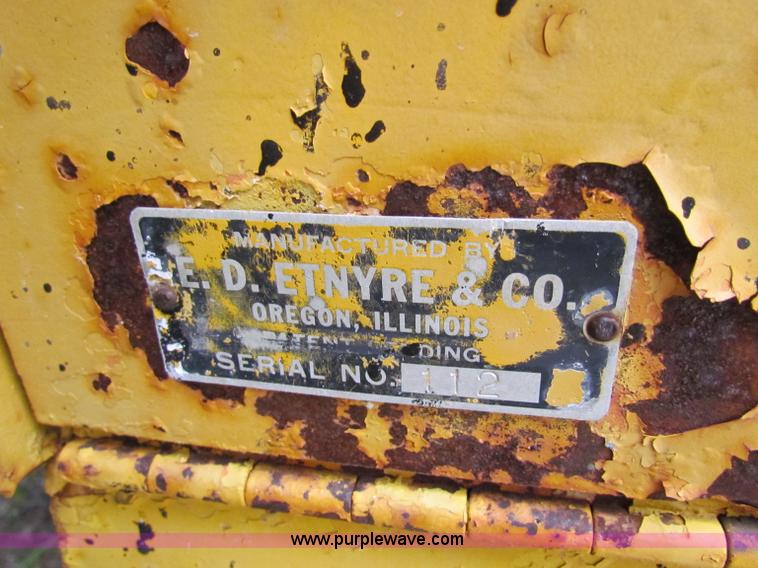 MANUFACTURED BY
E. D. ETNYRE & CO.
OREGON, ILLINOIS
SERIAL NO. 112
www.purplewave.com